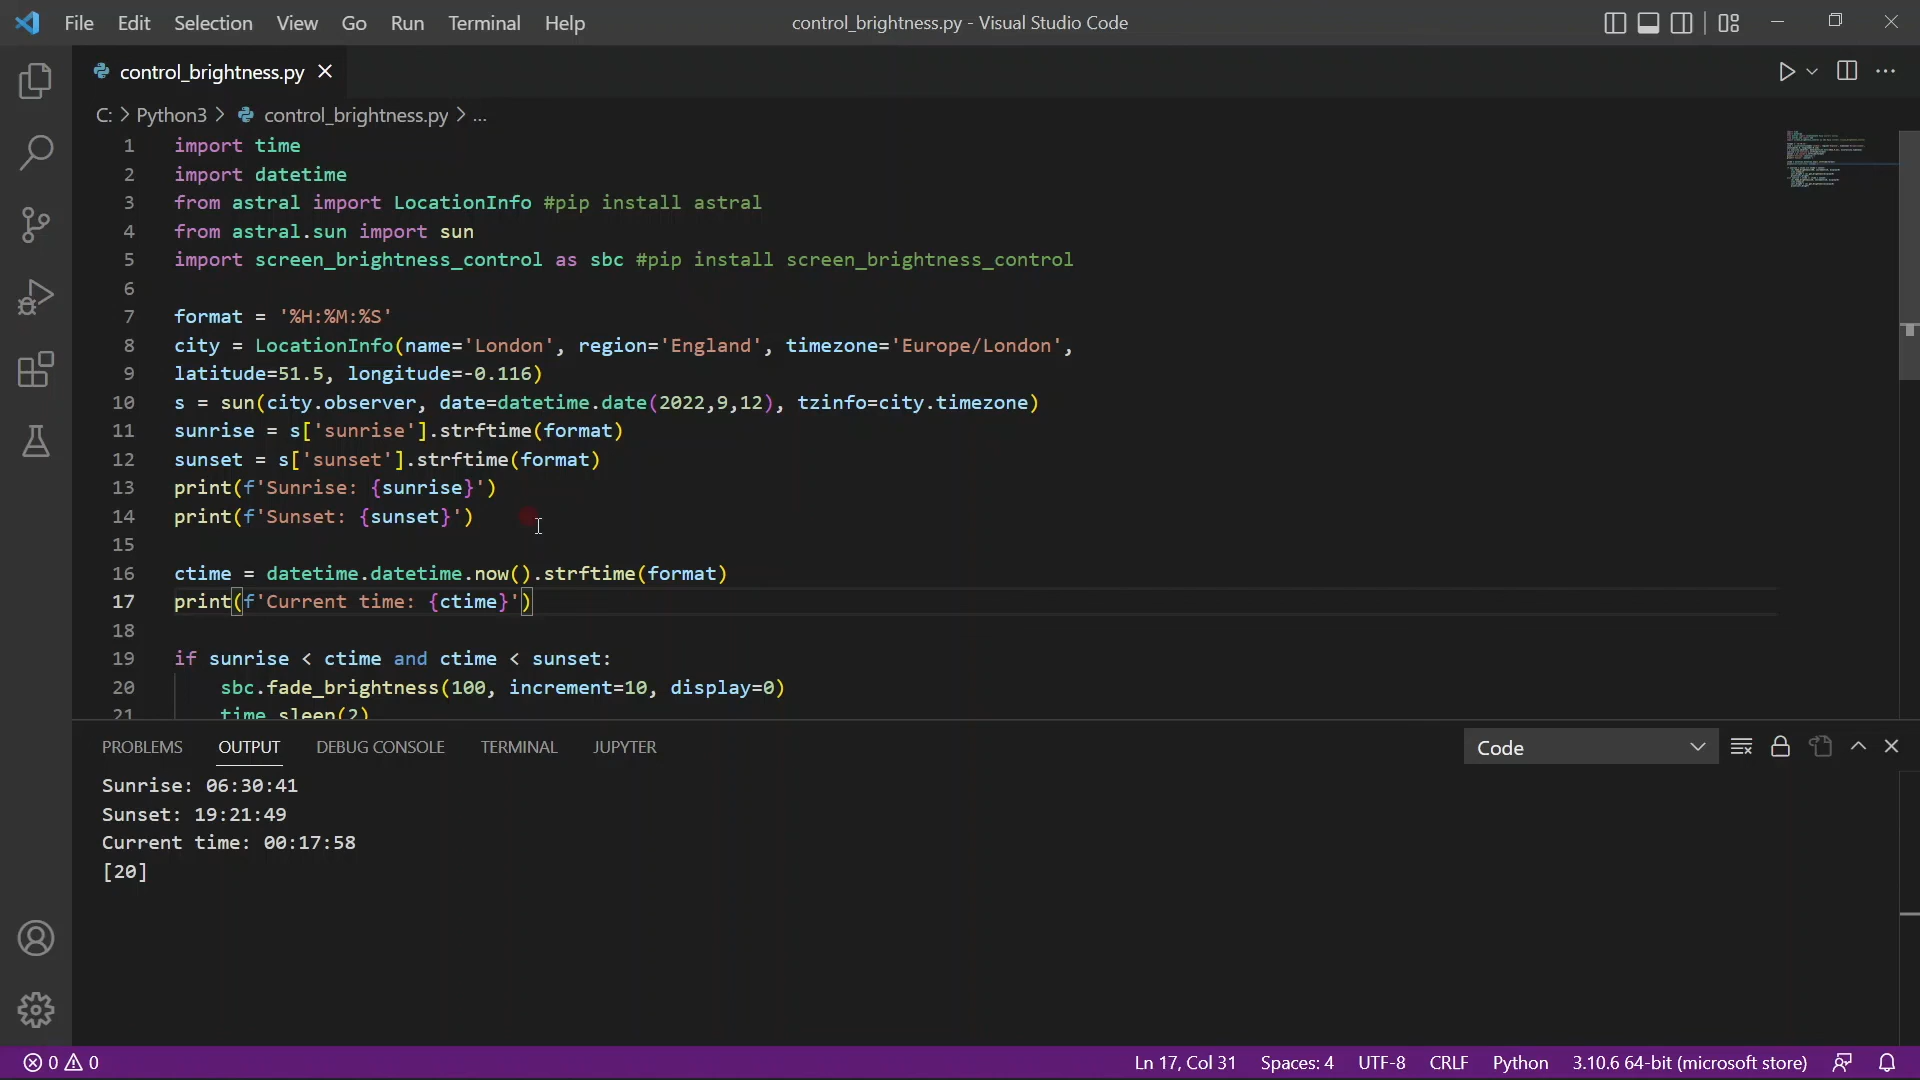 File Edit Selection View Go Run Terminal Help control_brightness.py - Visual Studio Code
control_brightness.py
C: > Python3 > control_brightness.py > ...
1 import time
2 import datetime
3 from astral import LocationInfo #pip install astral
4 from astral.sun import sun
5 import screen_brightness_control as sbc #pip install screen_brightness_control
6
7 format = '%H:%M:%S'
8 city = LocationInfo(name='London', region='England', timezone='Europe/London',
9 latitude=51.5, longitude=-0.116)
10 s = sun(city.observer, date=datetime.date(2022,9,12), tzinfo=city.timezone)
11 sunrise = s['sunrise'].strftime(format)
12 sunset = s['sunset'].strftime(format)
13 print(f'Sunrise: {sunrise}')
14 print(f'Sunset: {sunset}')
15
16 ctime = datetime.datetime.now().strftime(format)
17 print(f'Current time: {ctime}')
18
19 if sunrise < ctime and ctime < sunset:
20 sbc.fade_brightness(100, increment=10, display=0)
21 time.sleep(2)
PROBLEMS OUTPUT DEBUG CONSOLE TERMINAL JUPYTER Code
Sunrise: 06:30:41
Sunset: 19:21:49
Current time: 00:17:58
[20]
0 0 Ln 17, Col 31 Spaces: 4 UTF-8 CRLF Python 3.10.6 64-bit (microsoft store)